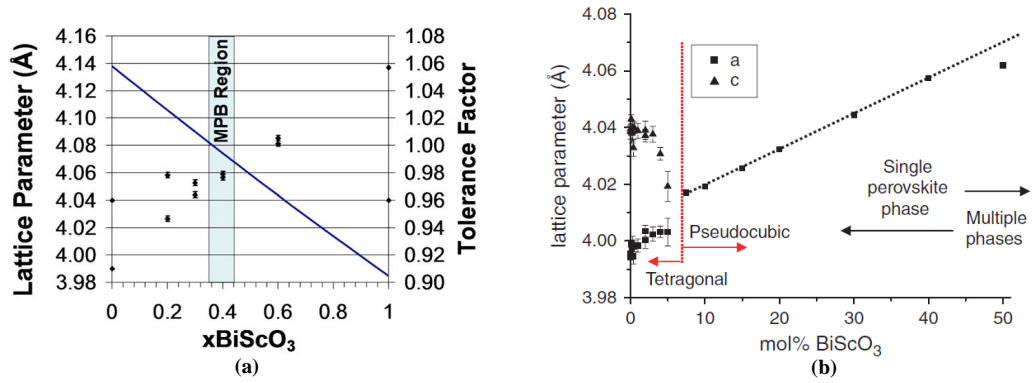 4.16
4.14
4.12
4.10
4.08
4.06
4.04
4.02
4.00
3.98
Lattice Parameter (Å)
MPB Region
1.08
1.06
1.04
1.02
1.00
0.98
0.96
0.94
0.92
0.90
Tolerance Factor
0 0.2 0.4 0.6 0.8 1
xBiScO₃
(a)
4.08
4.06
4.04
4.02
4.00
3.98
lattice parameter (Å)
a
c
Single
perovskite
phase
Multiple
phases
Pseudocubic
Tetragonal
0 10 20 30 40 50
mol% BiScO₃
(b)